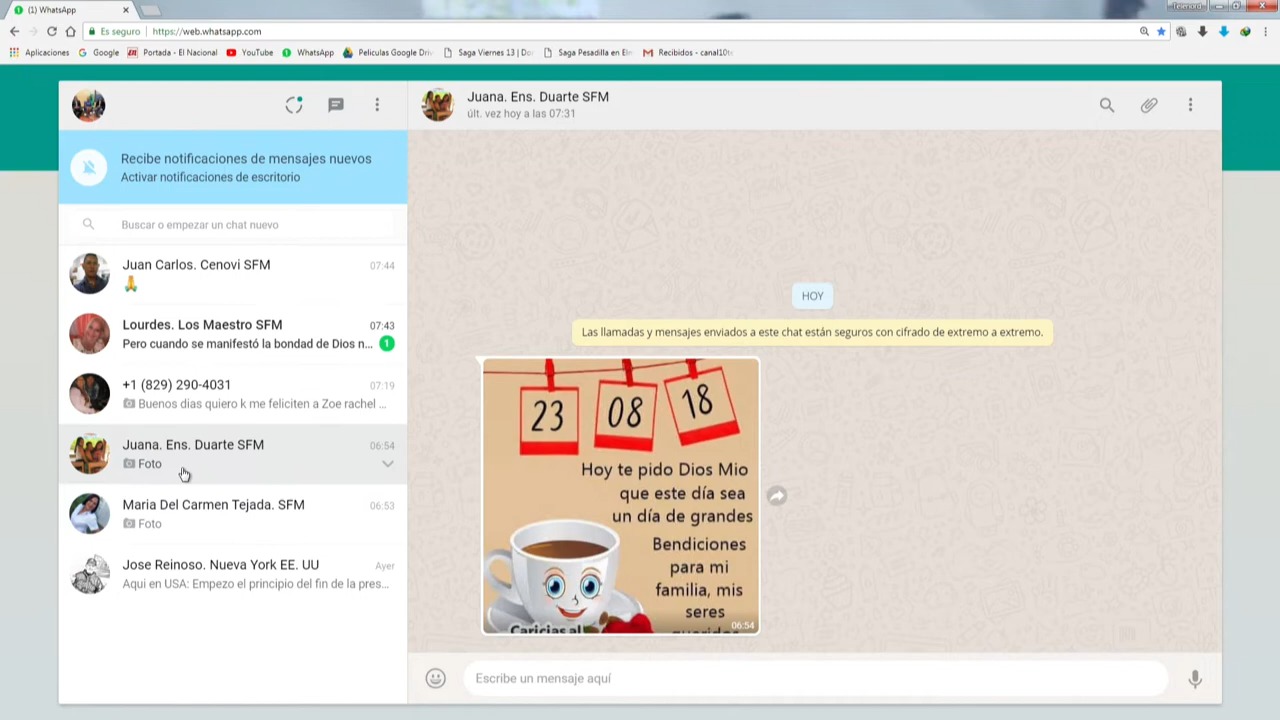 (1) WhatsApp
Telenord
Es seguro
https://web.whatsapp.com
Aplicaciones
Google
Portada - El Nacional
YouTube
WhatsApp
Peliculas Google Driv
Saga Viernes 13 | Do
Saga Pesadilla en El
Recibidos - canal10t
Juana. Ens. Duarte SFM
últ. vez hoy a las 07:31
Recibe notificaciones de mensajes nuevos
Activar notificaciones de escritorio
Buscar o empezar un chat nuevo
Juan Carlos. Cenovi SFM
07:44
Lourdes. Los Maestro SFM
07:43
Pero cuando se manifestó la bondad de Dios n...
1
+1 (829) 290-4031
07:19
Buenos dias quiero k me feliciten a Zoe rachel ...
Juana. Ens. Duarte SFM
06:54
Foto
Maria Del Carmen Tejada. SFM
06:53
Foto
Jose Reinoso. Nueva York EE. UU
Ayer
Aqui en USA: Empezo el principio del fin de la pres...
HOY
Las llamadas y mensajes enviados a este chat están seguros con cifrado de extremo a extremo.
23 08 18
Hoy te pido Dios Mio
que este día sea
un día de grandes
Bendiciones
para mi
familia, mis
seres
queridos
Caricias al
06:54
Escribe un mensaje aquí